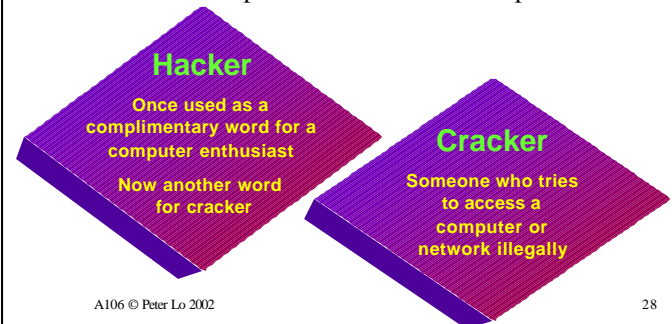 Hacker
Once used as a
complimentary word for a
computer enthusiast
Now another word
for cracker
Cracker
Someone who tries
to access a
computer or
network illegally
A106 © Peter Lo 2002
28